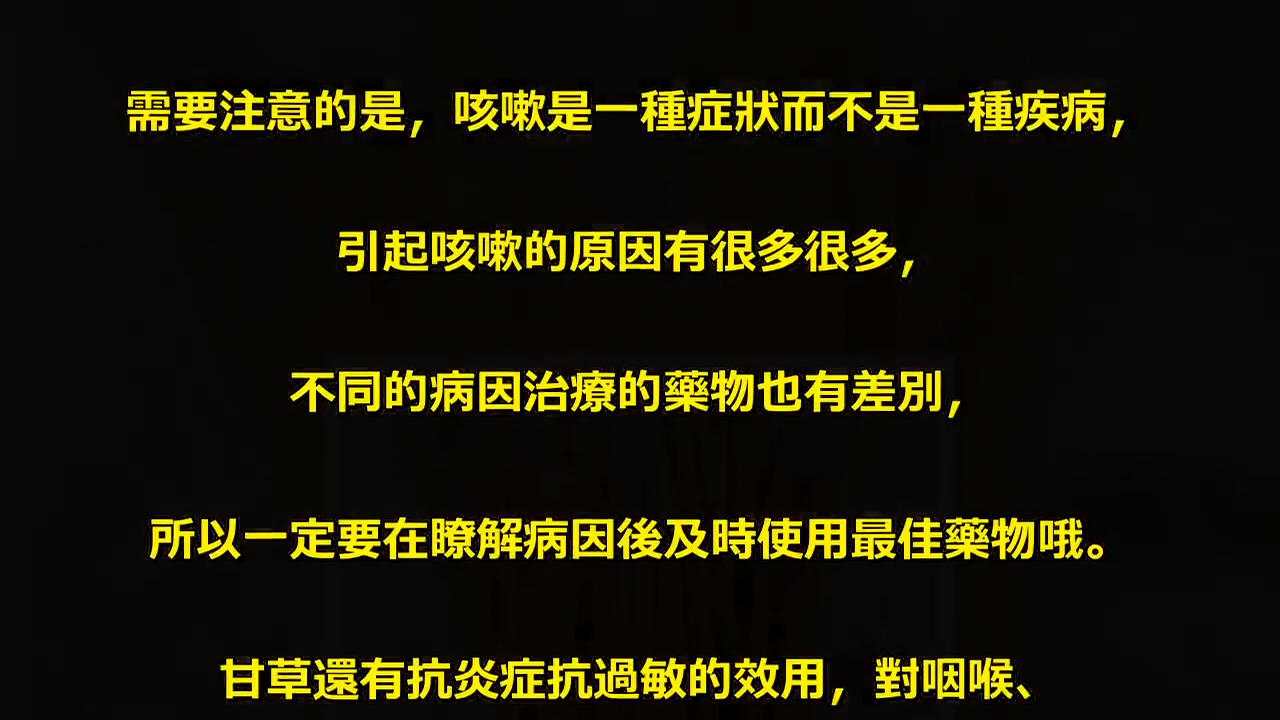 需要注意的是，咳嗽是一種症狀而不是一種疾病，
引起咳嗽的原因有很多很多，
不同的病因治療的藥物也有差別，
所以一定要在瞭解病因後及時使用最佳藥物哦。
甘草還有抗炎症抗過敏的效用，對咽喉、